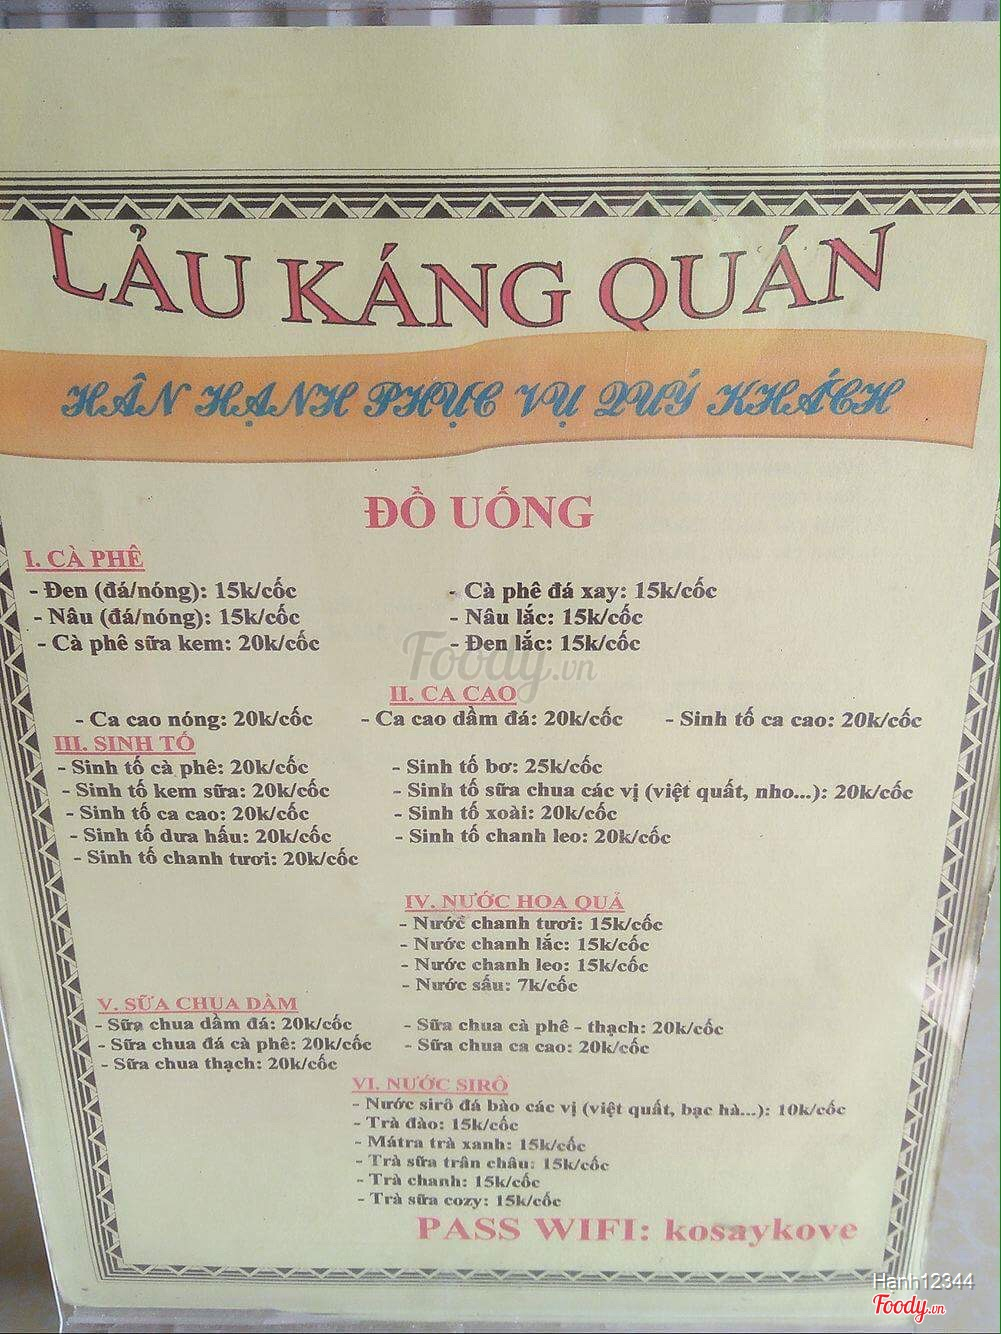 LẢU KÁNG QUÁN
HÂN HẠNH PHỤC VỤ QUÝ KHÁCH
ĐỒ UỐNG
I. CÀ PHÊ
- Đen (đá/nóng): 15k/cốc
- Nâu (đá/nóng): 15k/cốc
- Cà phê sữa kem: 20k/cốc
- Cà phê đá xay: 15k/cốc
- Nâu lắc: 15k/cốc
- Đen lắc: 15k/cốc
Foody.vn
II. CA CAO
- Ca cao nóng: 20k/cốc - Ca cao dầm đá: 20k/cốc - Sinh tố ca cao: 20k/cốc
III. SINH TỐ
- Sinh tố cà phê: 20k/cốc
- Sinh tố kem sữa: 20k/cốc
- Sinh tố ca cao: 20k/cốc
- Sinh tố dưa hấu: 20k/cốc
- Sinh tố chanh tươi: 20k/cốc
- Sinh tố bơ: 25k/cốc
- Sinh tố sữa chua các vị (việt quất, nho...): 20k/cốc
- Sinh tố xoài: 20k/cốc
- Sinh tố chanh leo: 20k/cốc
IV. NƯỚC HOA QUẢ
- Nước chanh tươi: 15k/cốc
- Nước chanh lắc: 15k/cốc
- Nước chanh leo: 15k/cốc
- Nước sấu: 7k/cốc
V. SỮA CHUA DẦM
- Sữa chua dầm đá: 20k/cốc
- Sữa chua đá cà phê: 20k/cốc
- Sữa chua thạch: 20k/cốc
- Sữa chua cà phê - thạch: 20k/cốc
- Sữa chua ca cao: 20k/cốc
VI. NƯỚC SIRÔ
- Nước sirô đá bào các vị (việt quất, bạc hà...): 10k/cốc
- Trà đào: 15k/cốc
- Mátra trà xanh: 15k/cốc
- Trà sữa trân châu: 15k/cốc
- Trà chanh: 15k/cốc
- Trà sữa cozy: 15k/cốc
PASS WIFI: kosaykove
Hạnh12344
Foody.vn